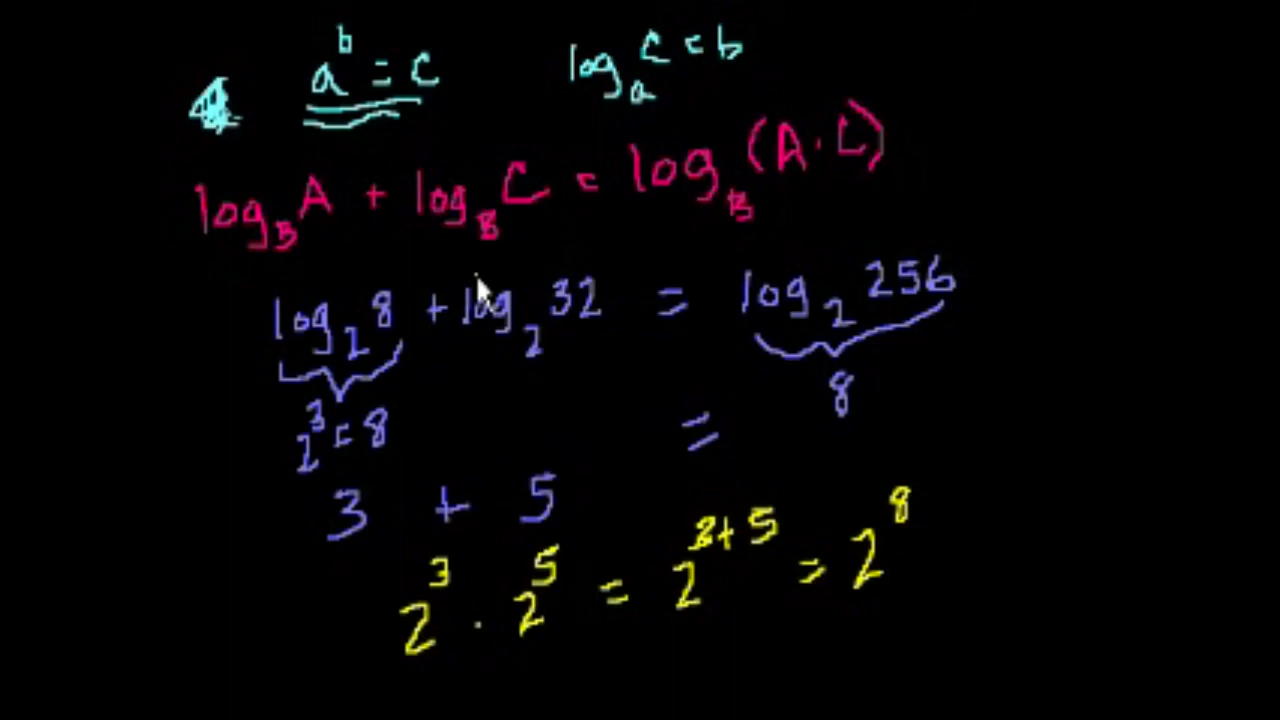 a^b = c log_a c = b
log_B A + log_B C = log_B (A · C)
log_2 8 + log_2 32 = log_2 256
2^3 = 8 = 8
3 + 5
2^3 · 2^5 = 2^{3+5} = 2^8